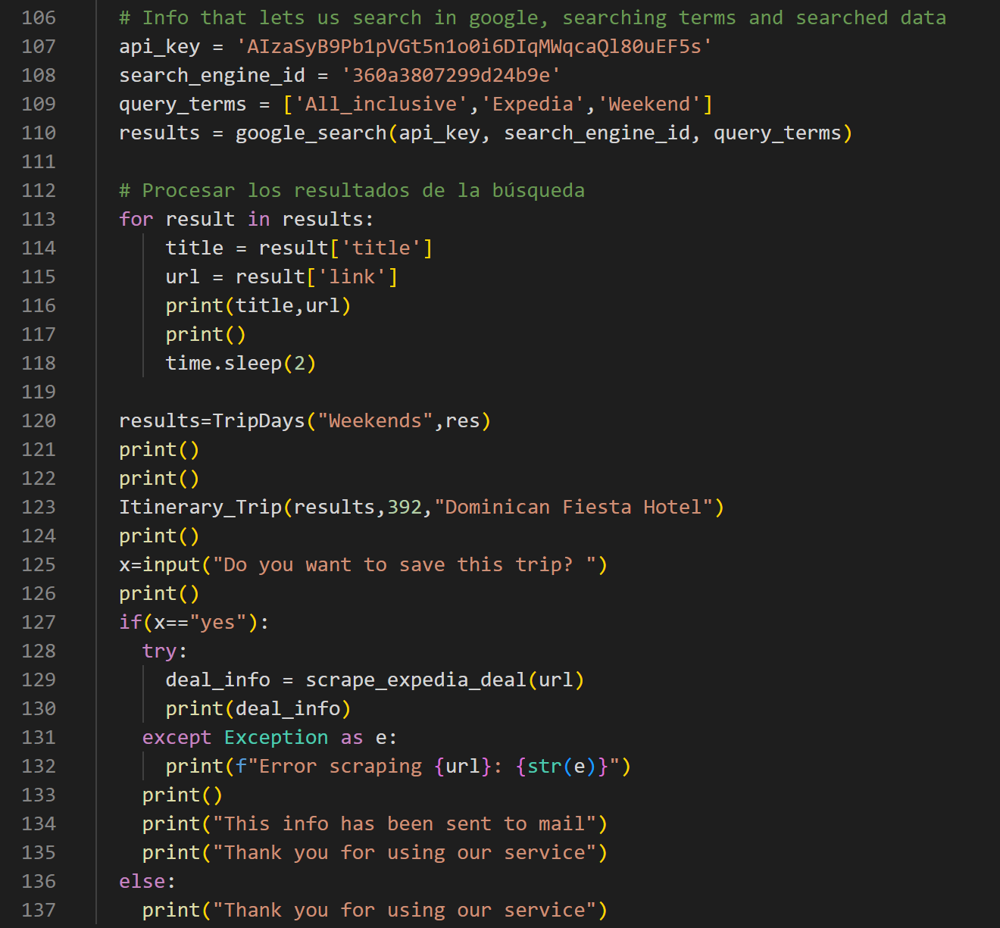 106 # Info that lets us search in google, searching terms and searched data
107 api_key = 'AIzaSyB9Pb1pVGt5n1o0i6DIqMWqcaQl80uEF5s'
108 search_engine_id = '360a3807299d24b9e'
109 query_terms = ['All_inclusive','Expedia','Weekend']
110 results = google_search(api_key, search_engine_id, query_terms)
111
112 # Procesar los resultados de la búsqueda
113 for result in results:
114 title = result['title']
115 url = result['link']
116 print(title,url)
117 print()
118 time.sleep(2)
119
120 results=TripDays("Weekends",res)
121 print()
122 print()
123 Itinerary_Trip(results,392,"Dominican Fiesta Hotel")
124 print()
125 x=input("Do you want to save this trip? ")
126 print()
127 if(x=="yes"):
128 try:
129 deal_info = scrape_expedia_deal(url)
130 print(deal_info)
131 except Exception as e:
132 print(f"Error scraping {url}: {str(e)}")
133 print()
134 print("This info has been sent to mail")
135 print("Thank you for using our service")
136 else:
137 print("Thank you for using our service")